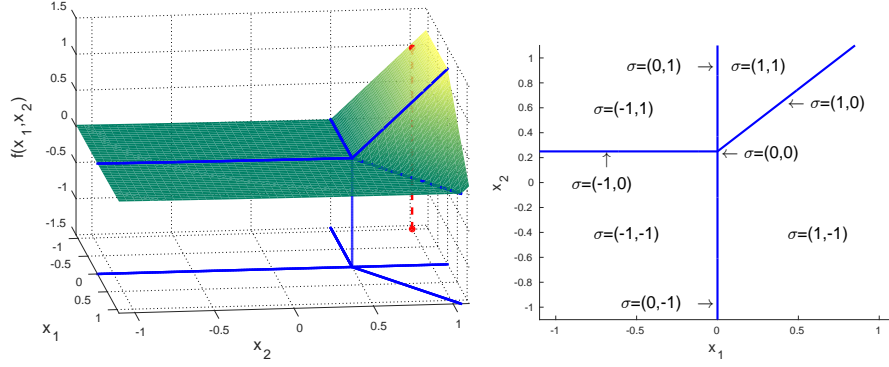 1.5
1
0.5
0
-0.5
-1
-1.5
f(x₁,x₂)
-1
-0.5
0
0.5
1
x₁
-1
-0.5
0
0.5
1
x₂
1
0.8
0.6
0.4
0.2
0
-0.2
-0.4
-0.6
-0.8
-1
x₂
σ=(0,1) →
σ=(1,1)
σ=(-1,1)
← σ=(1,0)
← σ=(0,0)
↑
σ=(-1,0)
σ=(-1,-1)
σ=(1,-1)
σ=(0,-1) →
-1
-0.5
0
0.5
1
x₁